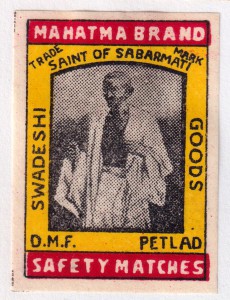 MAHATMA BRAND
TRADE MARK
SAINT OF SABARMATI
SWADESHI
GOODS
D.M.F. PETLAD
SAFETY MATCHES